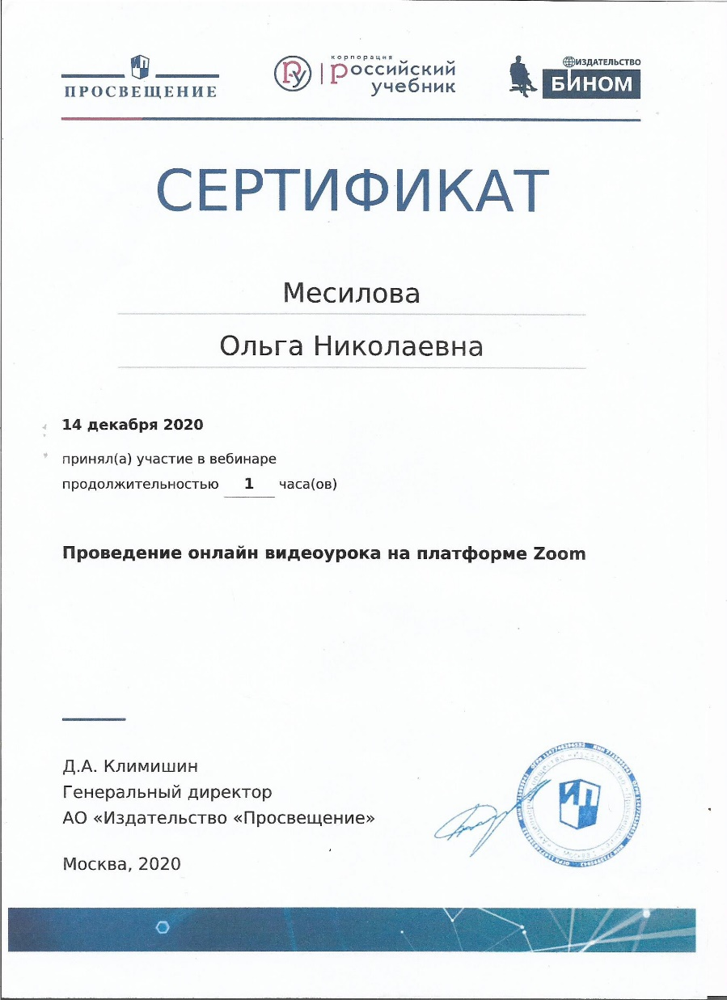 ПРОСВЕЩЕНИЕ
корпорация
российский
учебник
ИЗДАТЕЛЬСТВО
БИНОМ
СЕРТИФИКАТ
Месилова
Ольга Николаевна
14 декабря 2020
принял(а) участие в вебинаре
продолжительностью 1 часа(ов)
Проведение онлайн видеоурока на платформе Zoom
Д.А. Климишин
Генеральный директор
АО «Издательство «Просвещение»
Москва, 2020
ИП